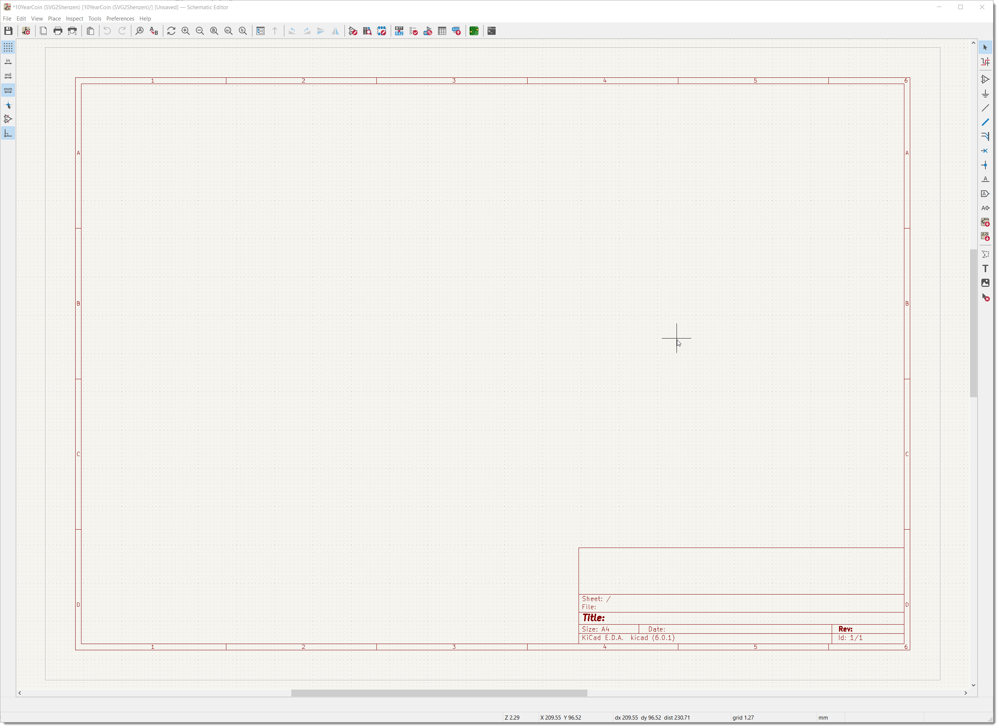 *10YearCoin (SVG2Shenzen) [10YearCoin (SVG2Shenzen)/] [Unsaved] — Schematic Editor
File Edit View Place Inspect Tools Preferences Help
A A B R?? R42 bom
in
mil
mm
1 2 3 4 5 6
A A
B B
C C
D D
A
A
A
A
T
Sheet: /
File:
Title:
Size: A4 Date: Rev:
KiCad E.D.A. kicad (6.0.1) Id: 1/1
1 2 3 4 5 6
Z 2.29 X 209.55 Y 96.52 dx 209.55 dy 96.52 dist 230.71 grid 1.27 mm